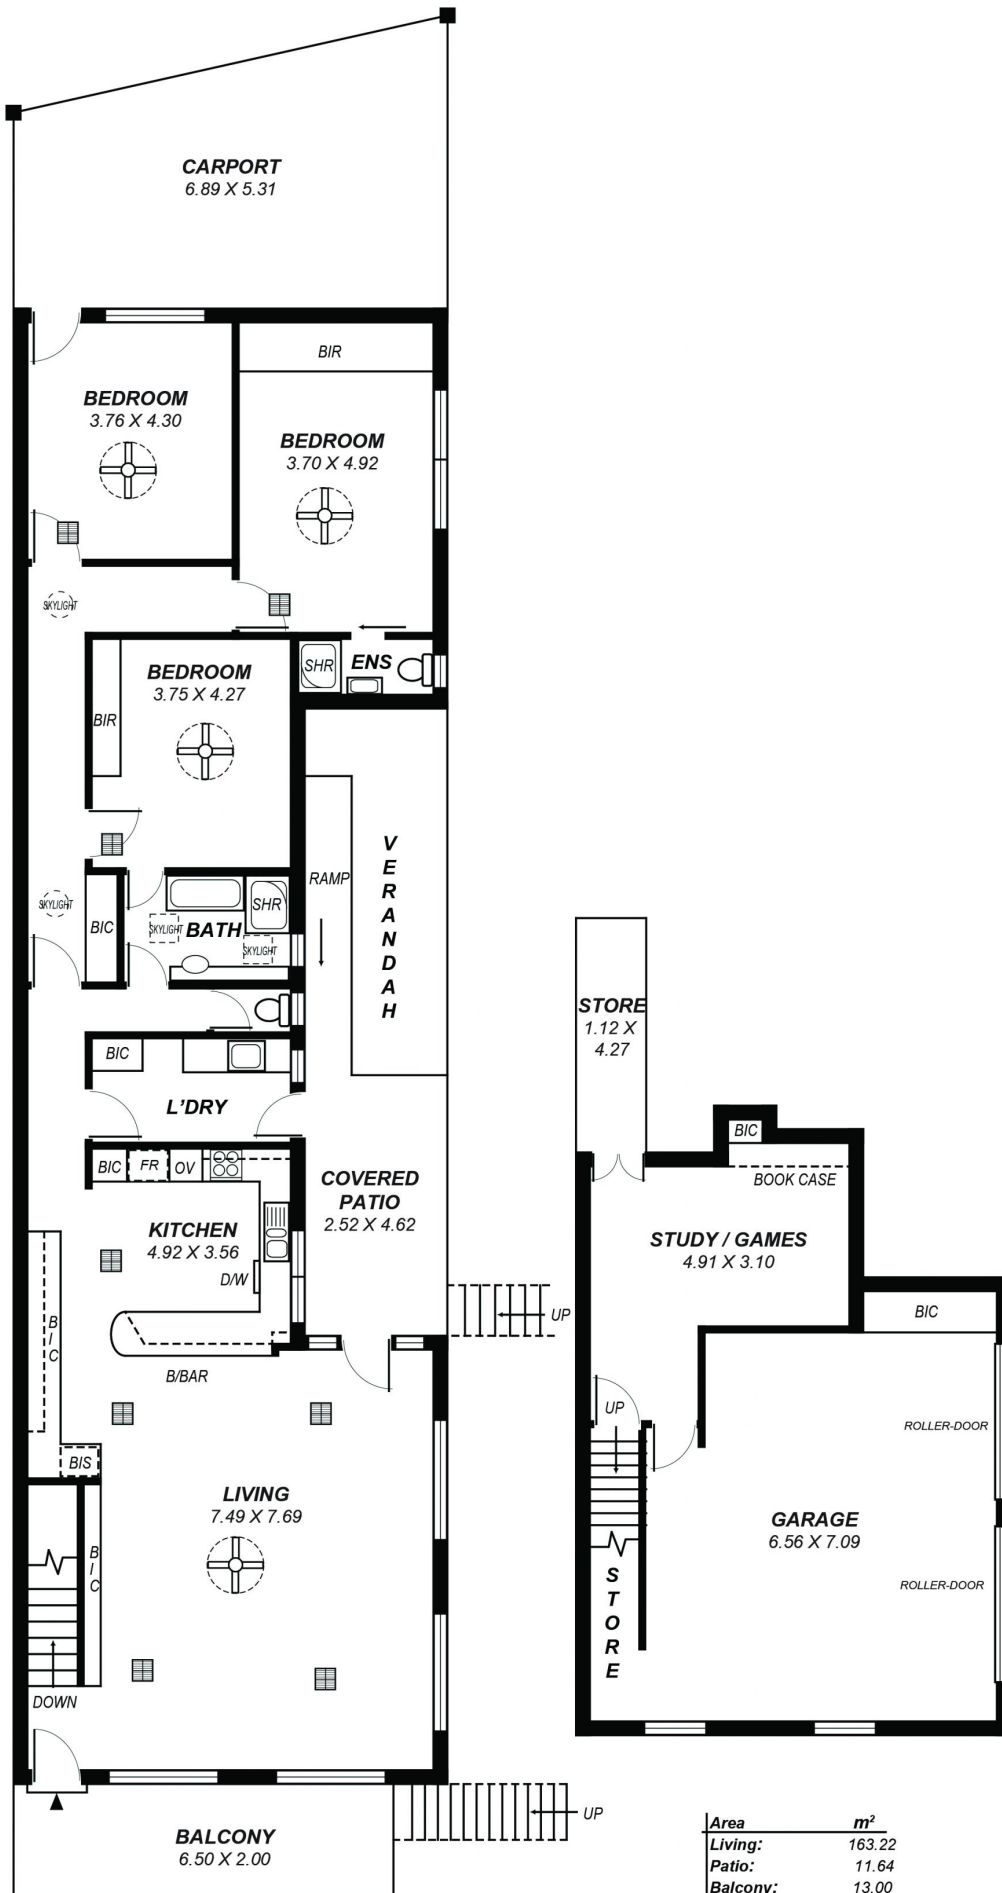 CARPORT
6.89 X 5.31
BIR
BEDROOM
3.76 X 4.30
BEDROOM
3.70 X 4.92
SKYLIGHT
SHR
ENS
BEDROOM
3.75 X 4.27
BIR
RAMP
VERANDAH
SKYLIGHT
BIC
SKYLIGHT
BATH
SHR
SKYLIGHT
BIC
L'DRY
BIC
FR
OV
KITCHEN
4.92 X 3.56
D/W
COVERED
PATIO
2.52 X 4.62
UP
BIC
B/BAR
BIS
LIVING
7.49 X 7.69
BIC
DOWN
BALCONY
6.50 X 2.00
UP
STORE
1.12 X
4.27
BIC
BOOK CASE
STUDY / GAMES
4.91 X 3.10
BIC
UP
ROLLER-DOOR
GARAGE
6.56 X 7.09
ROLLER-DOOR
STORE
Area m²
Living: 163.22
Patio: 11.64
Balcony: 13.00